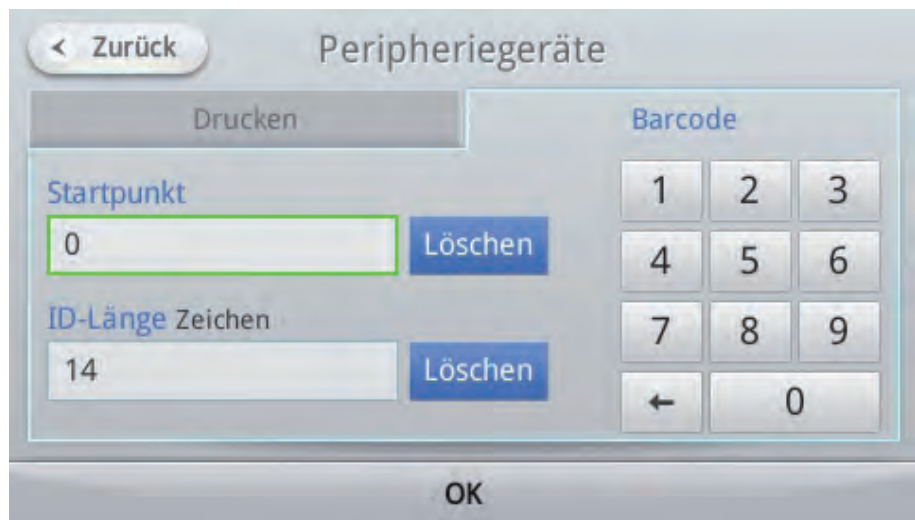 < Zurück
Peripheriegeräte
Drucken
Barcode
Startpunkt
0
Löschen
ID-Länge Zeichen
14
Löschen
1 2 3
4 5 6
7 8 9
← 0
OK